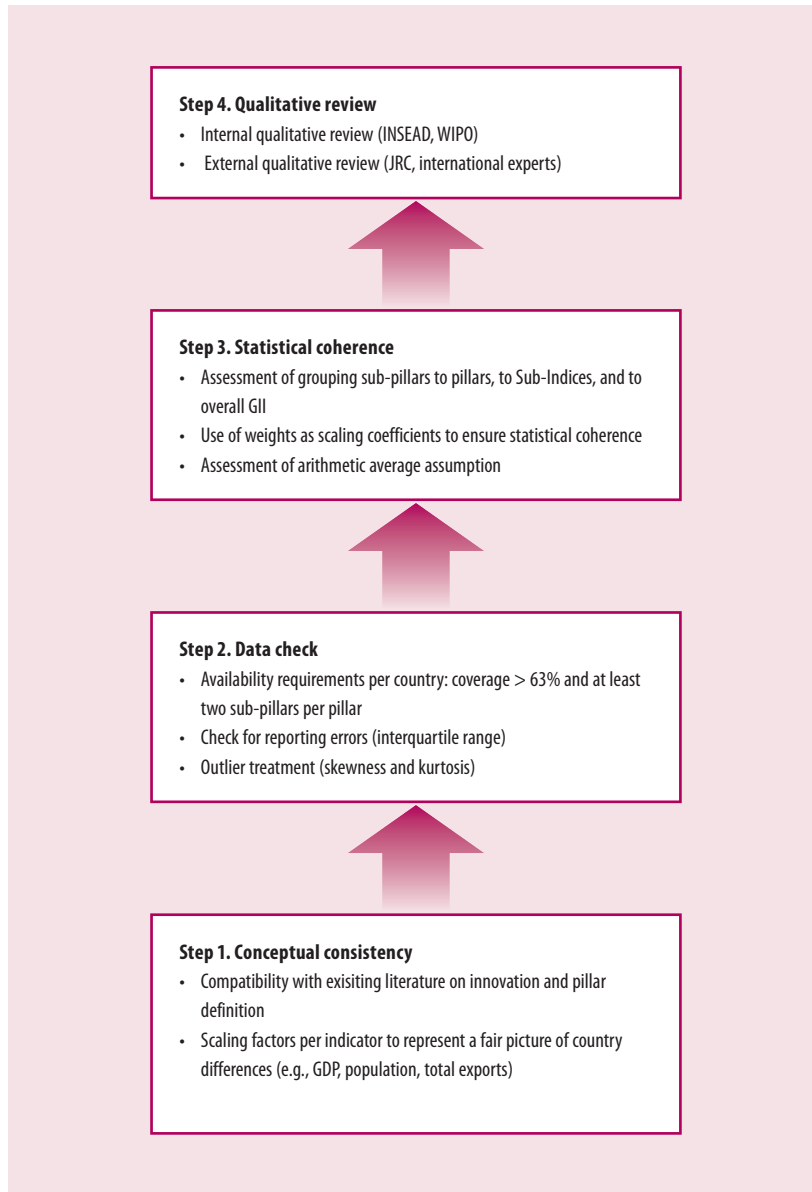 Step 4. Qualitative review
• Internal qualitative review (INSEAD, WIPO)
• External qualitative review (JRC, international experts)
Step 3. Statistical coherence
• Assessment of grouping sub-pillars to pillars, to Sub-Indices, and to
overall GII
• Use of weights as scaling coefficients to ensure statistical coherence
• Assessment of arithmetic average assumption
Step 2. Data check
• Availability requirements per country: coverage > 63% and at least
two sub-pillars per pillar
• Check for reporting errors (interquartile range)
• Outlier treatment (skewness and kurtosis)
Step 1. Conceptual consistency
• Compatibility with exisiting literature on innovation and pillar
definition
• Scaling factors per indicator to represent a fair picture of country
differences (e.g., GDP, population, total exports)